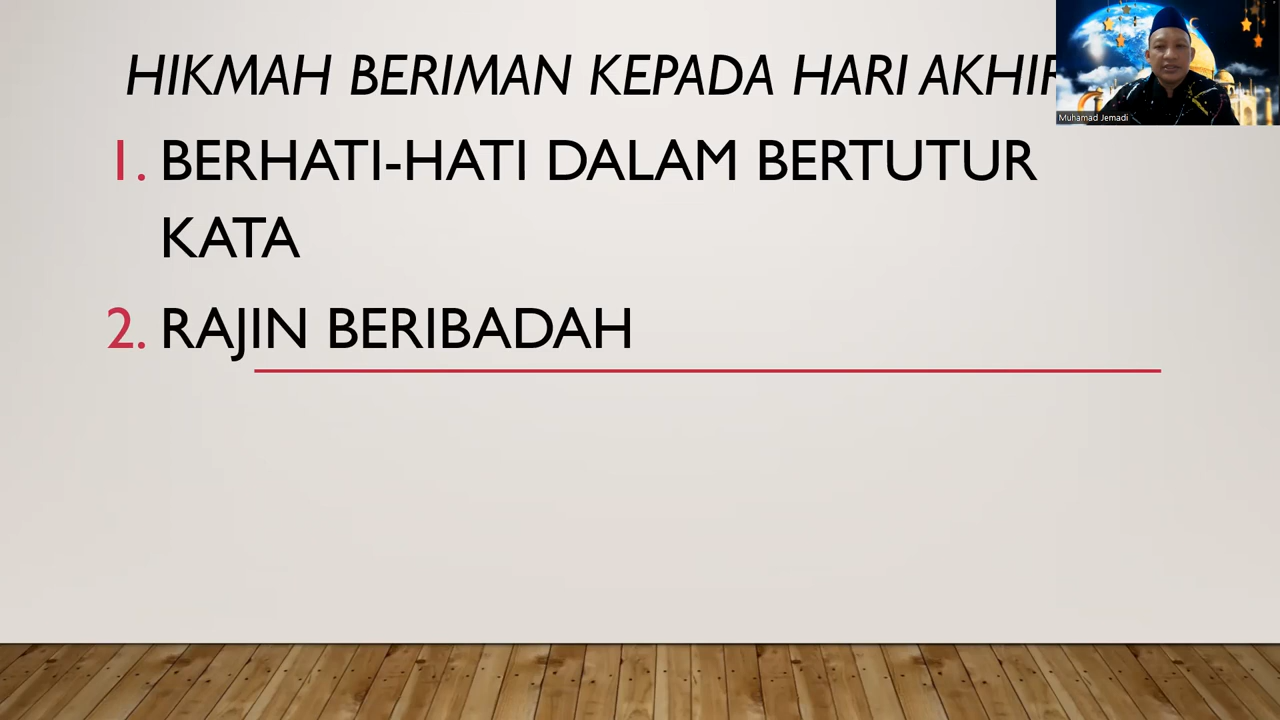 HIKMAH BERIMAN KEPADA HARI AKHIR
Muhamad Jemadi
1. BERHATI-HATI DALAM BERTUTUR
KATA
2. RAJIN BERIBADAH